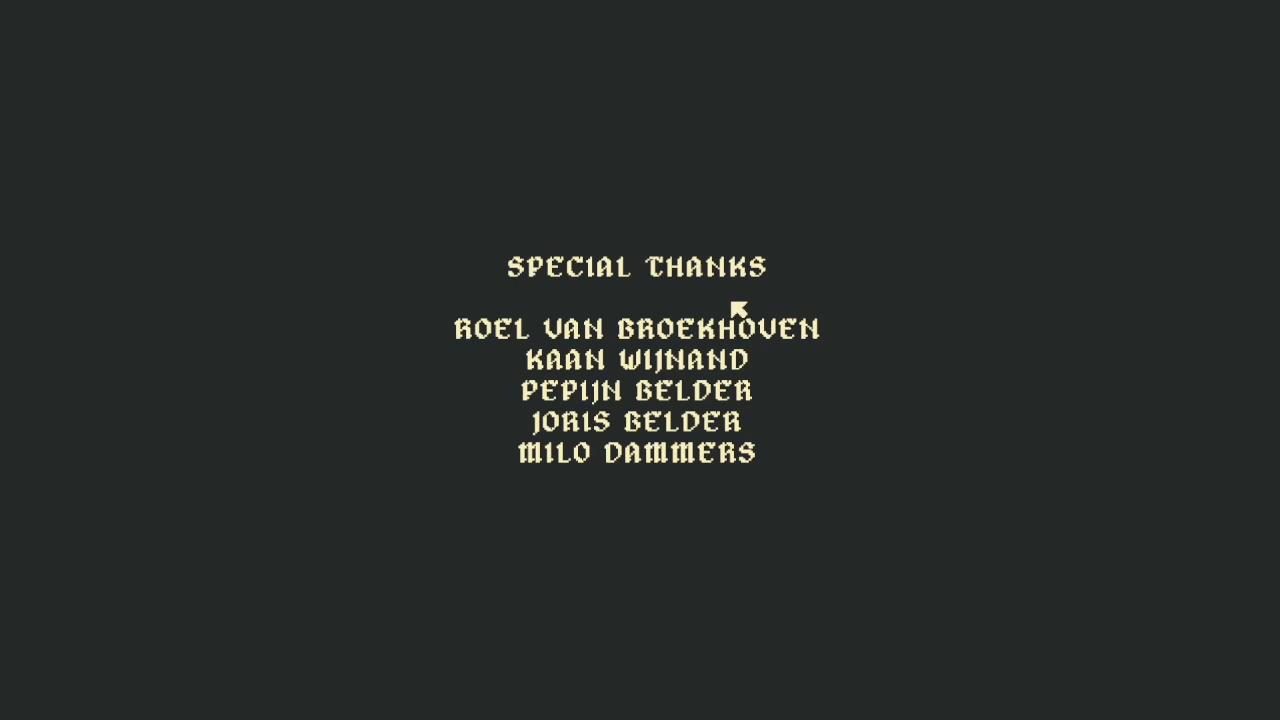 SPECIAL THANKS
ROEL VAN BROEKHOVEN
KAAN WIJNAND
PEPIJN BELDER
JORIS BELDER
MILO DAMMERS